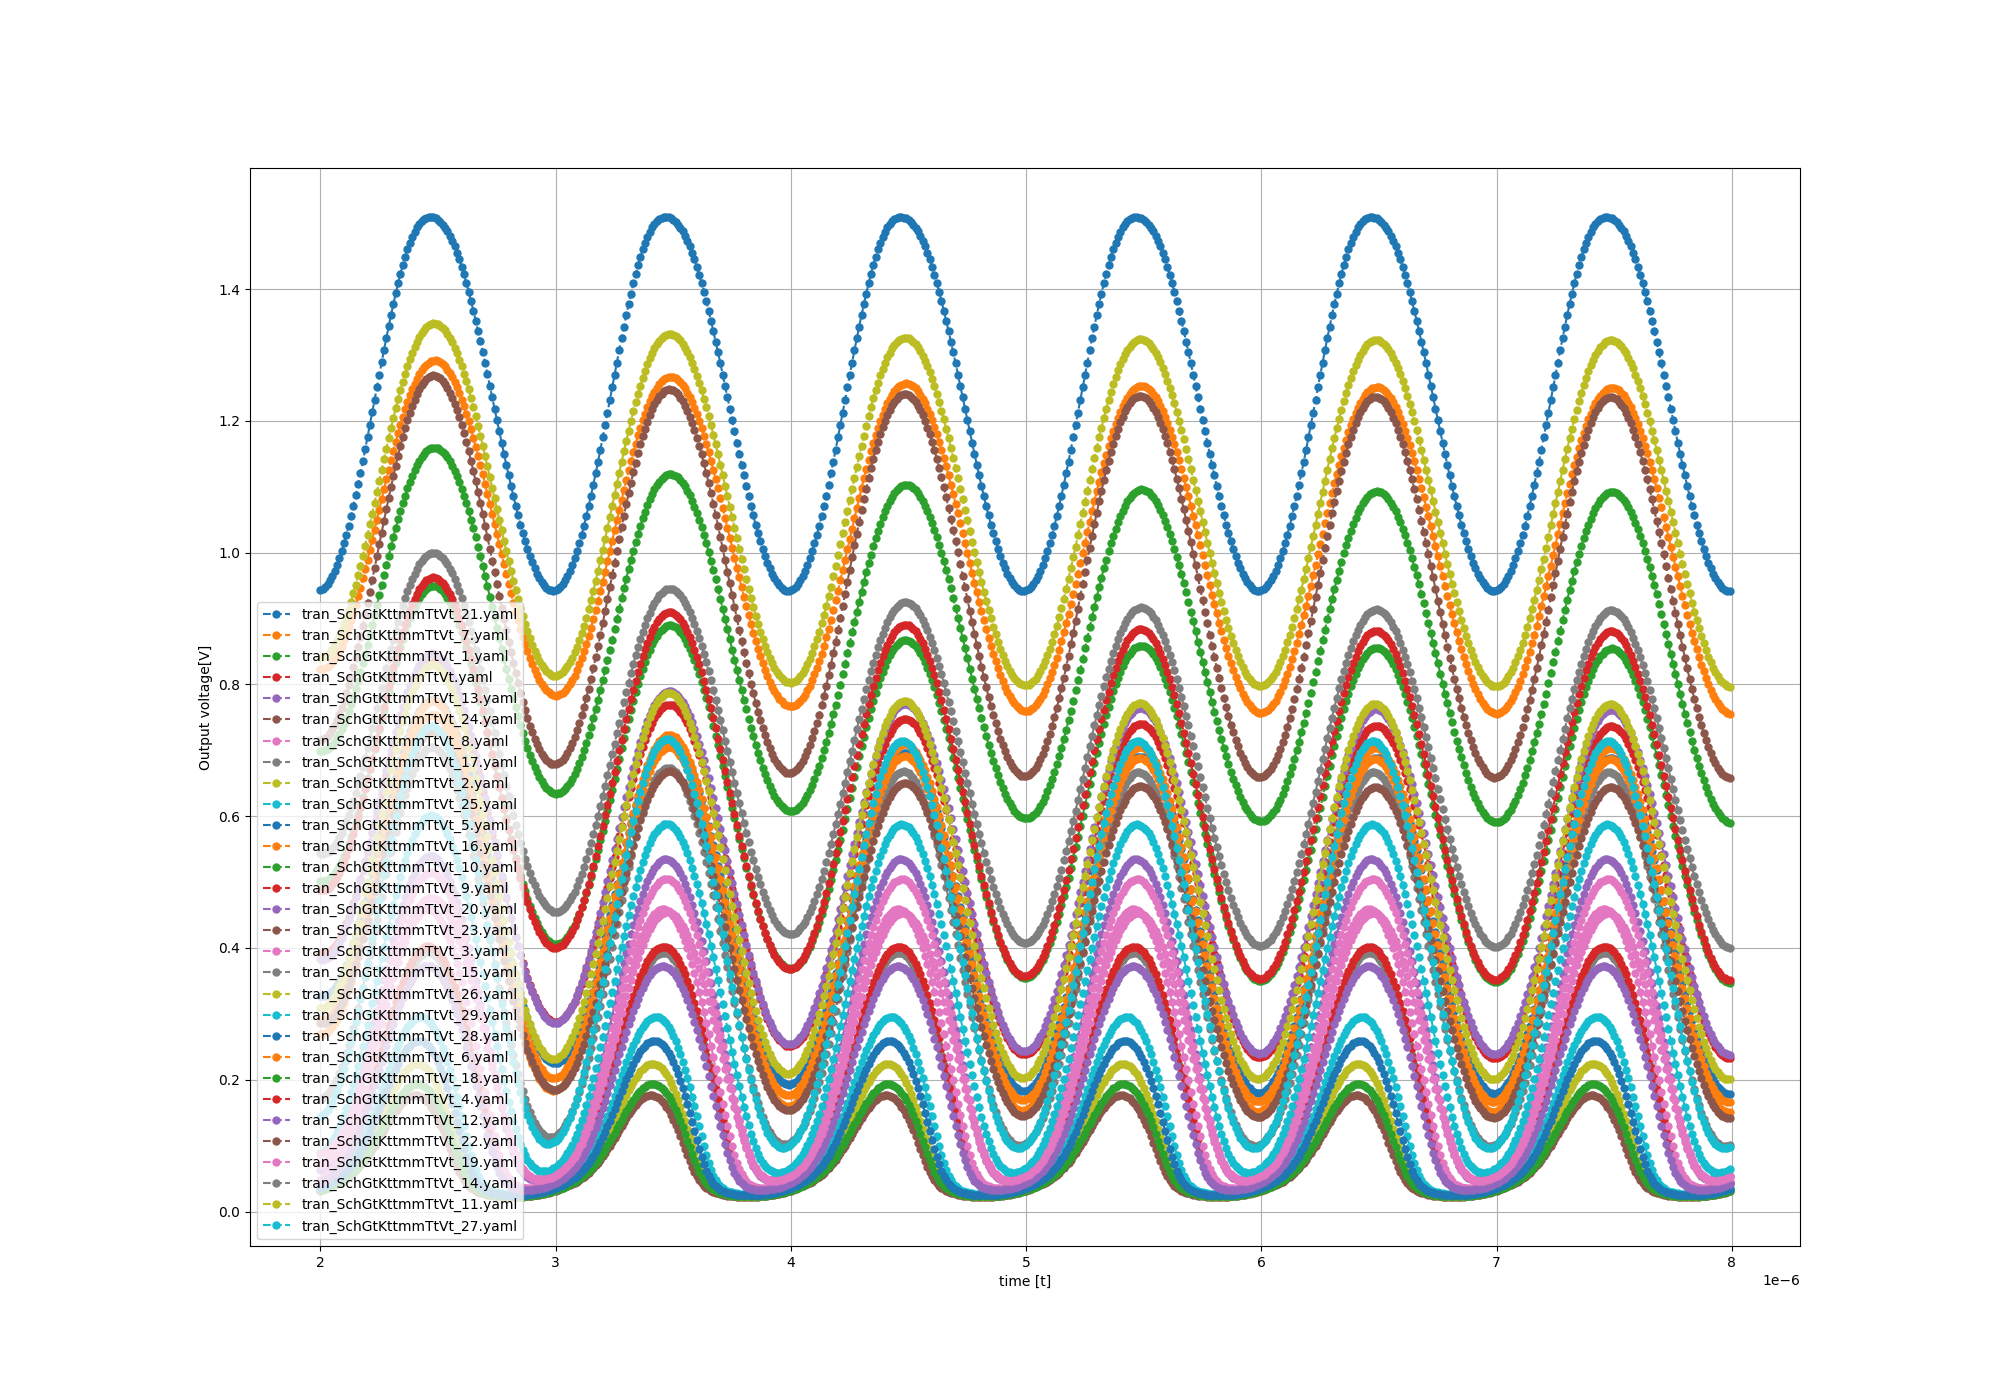 1.4
1.2
1.0
0.8
0.6
0.4
0.2
0.0
Output voltage[V]
tran_SchGtKttmmTtVt_21.yaml
tran_SchGtKttmmTtVt_7.yaml
tran_SchGtKttmmTtVt_1.yaml
tran_SchGtKttmmTtVt.yaml
tran_SchGtKttmmTtVt_13.yaml
tran_SchGtKttmmTtVt_24.yaml
tran_SchGtKttmmTtVt_8.yaml
tran_SchGtKttmmTtVt_17.yaml
tran_SchGtKttmmTtVt_2.yaml
tran_SchGtKttmmTtVt_25.yaml
tran_SchGtKttmmTtVt_5.yaml
tran_SchGtKttmmTtVt_16.yaml
tran_SchGtKttmmTtVt_10.yaml
tran_SchGtKttmmTtVt_9.yaml
tran_SchGtKttmmTtVt_20.yaml
tran_SchGtKttmmTtVt_23.yaml
tran_SchGtKttmmTtVt_3.yaml
tran_SchGtKttmmTtVt_15.yaml
tran_SchGtKttmmTtVt_26.yaml
tran_SchGtKttmmTtVt_29.yaml
tran_SchGtKttmmTtVt_28.yaml
tran_SchGtKttmmTtVt_6.yaml
tran_SchGtKttmmTtVt_18.yaml
tran_SchGtKttmmTtVt_4.yaml
tran_SchGtKttmmTtVt_12.yaml
tran_SchGtKttmmTtVt_22.yaml
tran_SchGtKttmmTtVt_19.yaml
tran_SchGtKttmmTtVt_14.yaml
tran_SchGtKttmmTtVt_11.yaml
tran_SchGtKttmmTtVt_27.yaml
2 3 4 5 6 7 8
time [t]
1e−6